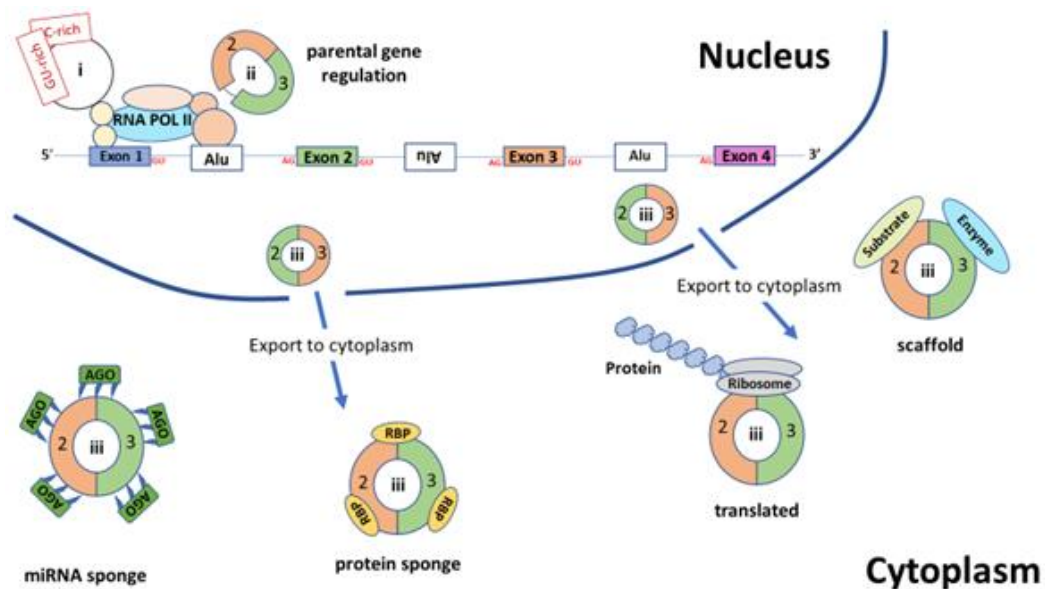 C-rich
GU-rich
i
2
ii
3
parental gene
regulation
Nucleus
RNA POL II
5′
Exon 1
GU
Alu
AG
Exon 2
GU
Alu
AG
Exon 3
GU
Alu
AG
Exon 4
3′
2
iii
3
2
iii
3
Substrate
Enzyme
2
iii
3
scaffold
Export to cytoplasm
Export to cytoplasm
Protein
Ribosome
2
iii
3
translated
AGO
AGO
AGO
AGO
AGO
2
iii
3
miRNA sponge
RBP
RBP
RBP
2
iii
3
protein sponge
Cytoplasm